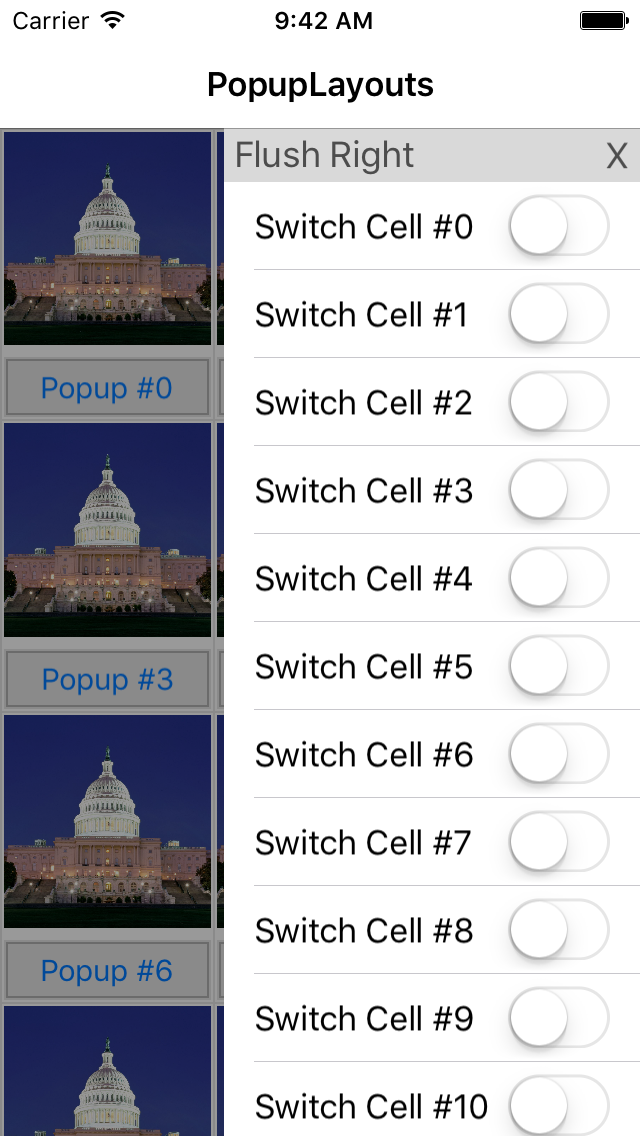 Carrier 9:42 AM
PopupLayouts
Flush Right X
Switch Cell #0
Switch Cell #1
Popup #0
Switch Cell #2
Switch Cell #3
Switch Cell #4
Switch Cell #5
Popup #3
Switch Cell #6
Switch Cell #7
Switch Cell #8
Popup #6
Switch Cell #9
Switch Cell #10